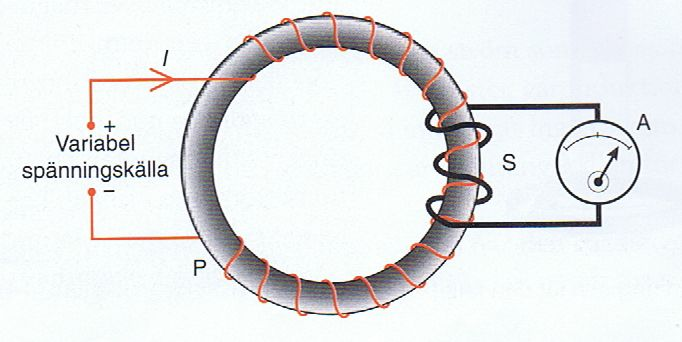 I
+
Variabel
spänningskälla
−
P
S
A